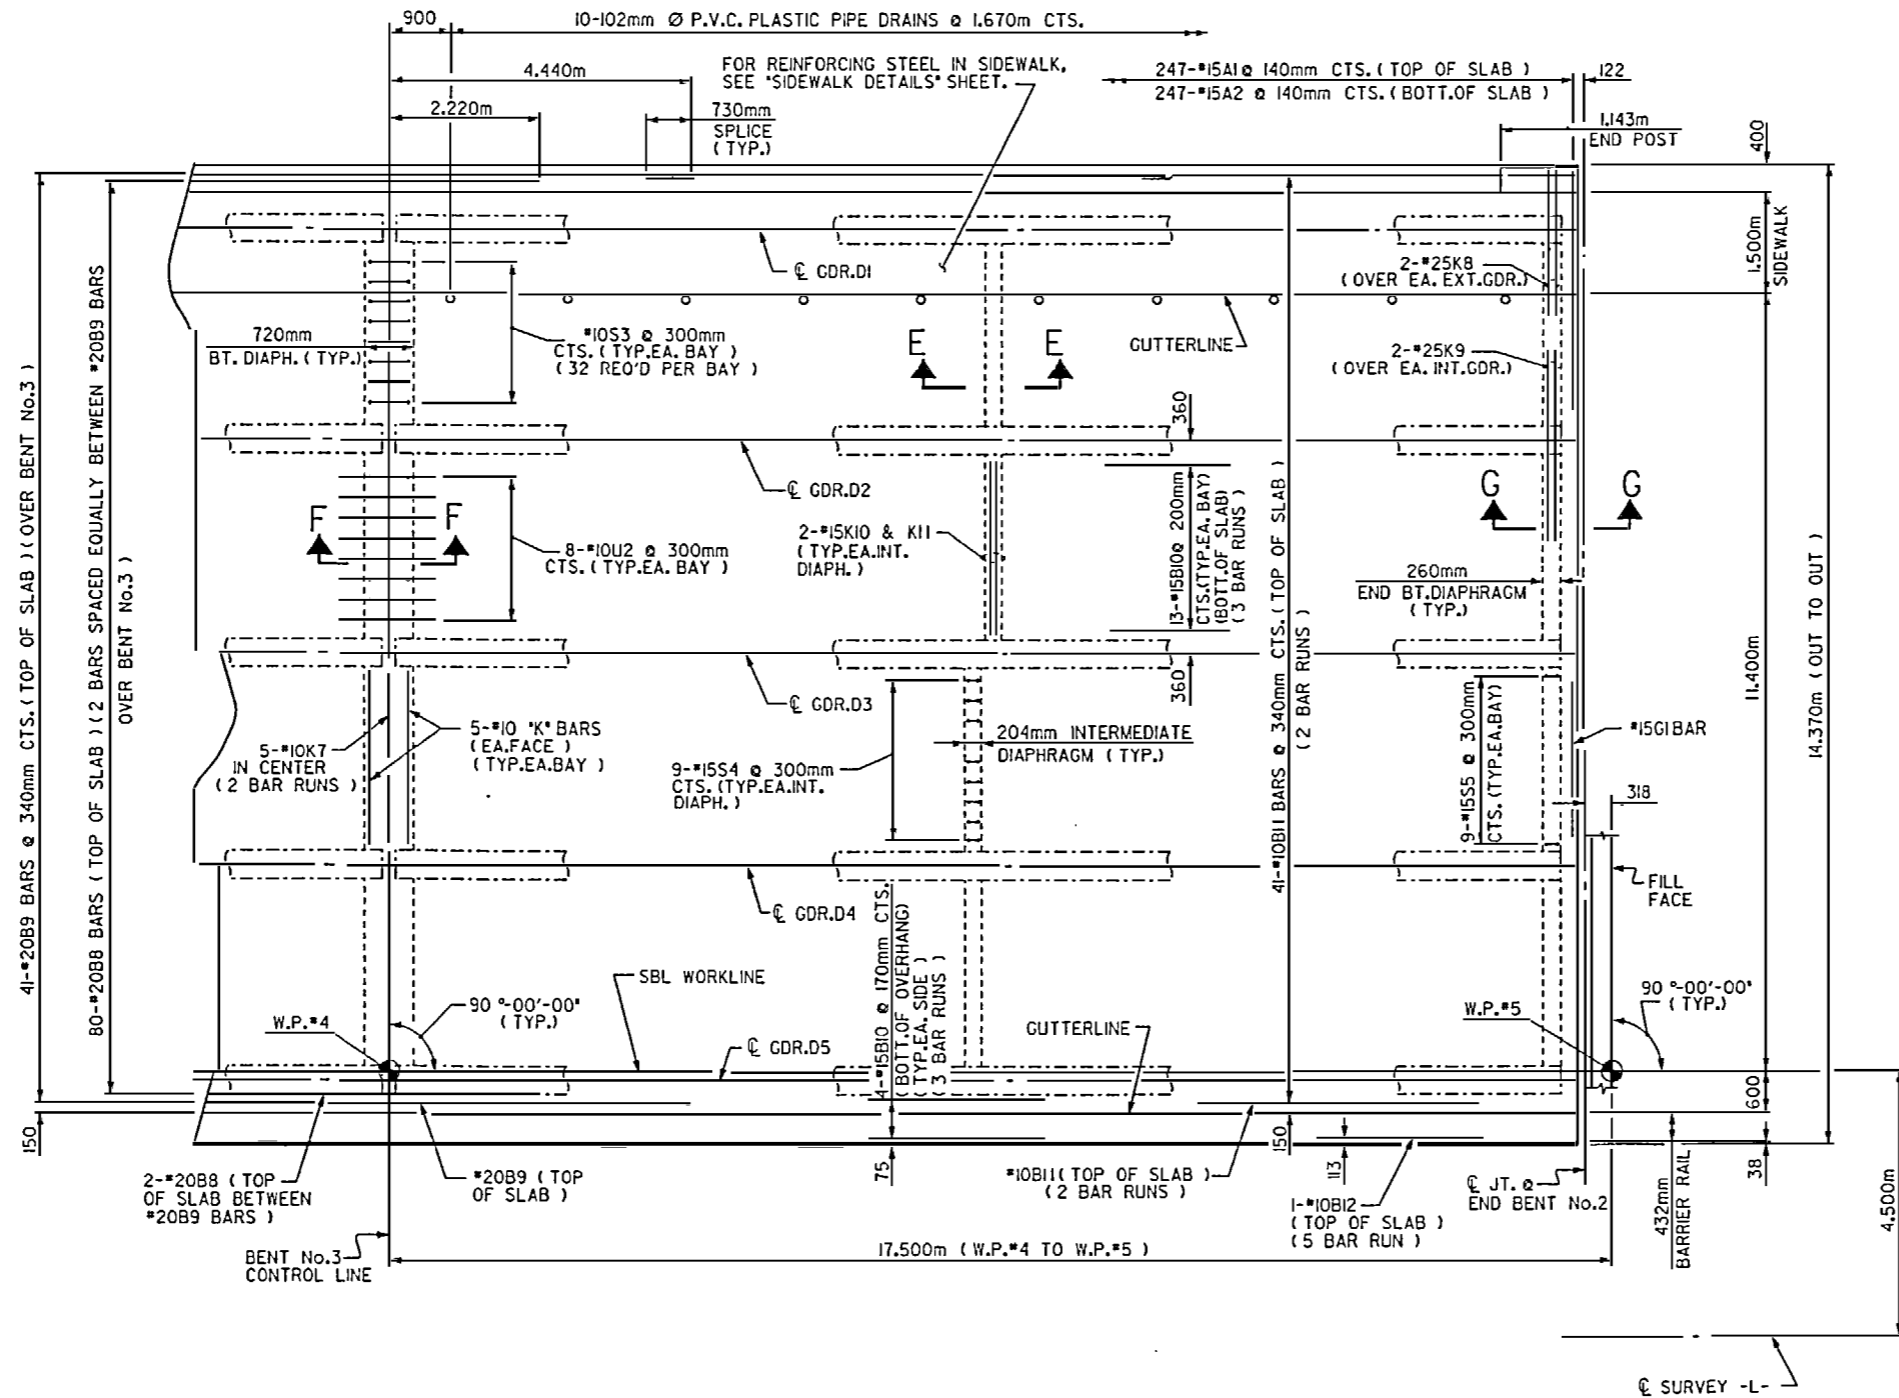 900
10-102mm Ø P.V.C. PLASTIC PIPE DRAINS @ 1.670m CTS.
4.440m
FOR REINFORCING STEEL IN SIDEWALK,
SEE "SIDEWALK DETAILS" SHEET.
247-#15A1 @ 140mm CTS. ( TOP OF SLAB )
122
247-#15A2 @ 140mm CTS. ( BOTT.OF SLAB )
2.220m
730mm
SPLICE
( TYP.)
1.143m
END POST
400
41-#20B9 BARS @ 340mm CTS. ( TOP OF SLAB ) ( OVER BENT No.3 )
80-#20B8 BARS ( TOP OF SLAB ) ( 2 BARS SPACED EQUALLY BETWEEN #20B9 BARS
OVER BENT No.3 )
℄ GDR.D1
2-#25K8
( OVER EA. EXT.GDR.)
1.500m
SIDEWALK
720mm
BT. DIAPH. ( TYP.)
#10S3 @ 300mm
CTS. ( TYP.EA. BAY )
( 32 REQ'D PER BAY )
E
E
GUTTERLINE
2-#25K9
( OVER EA. INT.GDR.)
360
℄ GDR.D2
F
F
8-#10U2 @ 300mm
CTS. ( TYP.EA. BAY )
2-#15K10 & K11
( TYP.EA.INT.
DIAPH. )
13-#15B10@ 200mm
CTS.(TYP.EA. BAY)
(BOTT.OF SLAB)
( 3 BAR RUNS )
360
41-#10B11 BARS @ 340mm CTS. ( TOP OF SLAB )
( 2 BAR RUNS )
G
G
260mm
END BT.DIAPHRAGM
( TYP.)
14.370m ( OUT TO OUT )
11.400m
℄ GDR.D3
5-#10K7
IN CENTER
( 2 BAR RUNS )
5-#10 "K" BARS
( EA.FACE )
( TYP.EA.BAY )
204mm INTERMEDIATE
DIAPHRAGM ( TYP.)
9-#15S4 @ 300mm
CTS. (TYP.EA.INT.
DIAPH. )
9-#15S5 @ 300mm
CTS. (TYP.EA.BAY)
#15G1 BAR
318
℄ GDR.D4
FILL
FACE
4-#15B10 @ 170mm CTS.
(BOTT.OF OVERHANG)
(TYP.EA. SIDE )
( 3 BAR RUNS )
SBL WORKLINE
90 °-00'-00"
( TYP.)
W.P.#4
℄ GDR.D5
GUTTERLINE
W.P.#5
90 °-00'-00"
( TYP.)
600
150
75
150
113
38
2-#20B8 ( TOP
OF SLAB BETWEEN
#20B9 BARS )
#20B9 ( TOP
OF SLAB )
#10B11( TOP OF SLAB )
( 2 BAR RUNS )
1-#10B12
( TOP OF SLAB )
( 5 BAR RUN )
℄ JT. @
END BENT No.2
432mm
BARRIER RAIL
4.500m
BENT No.3
CONTROL LINE
17.500m ( W.P.#4 TO W.P.#5 )
℄ SURVEY -L-